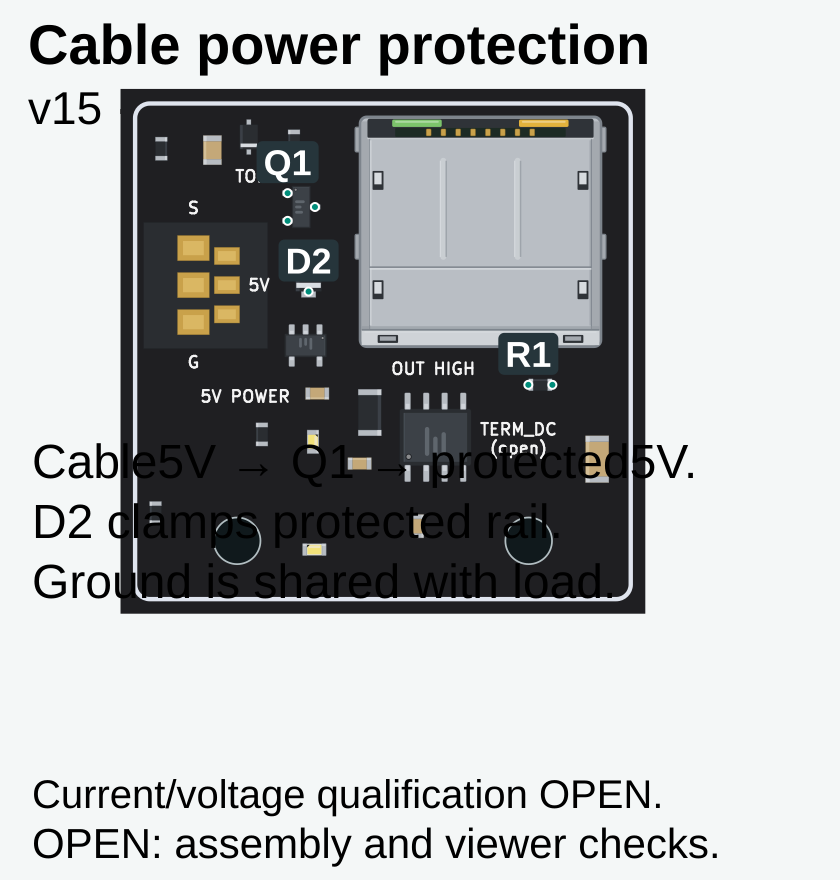 Cable power protection
v15
Q1
S
D2
5V
G
R1
OUT HIGH
5V POWER
TERM_DC
(open)
Cable5V → Q1 → protected5V.
D2 clamps protected rail.
Ground is shared with load.
Current/voltage qualification OPEN.
OPEN: assembly and viewer checks.